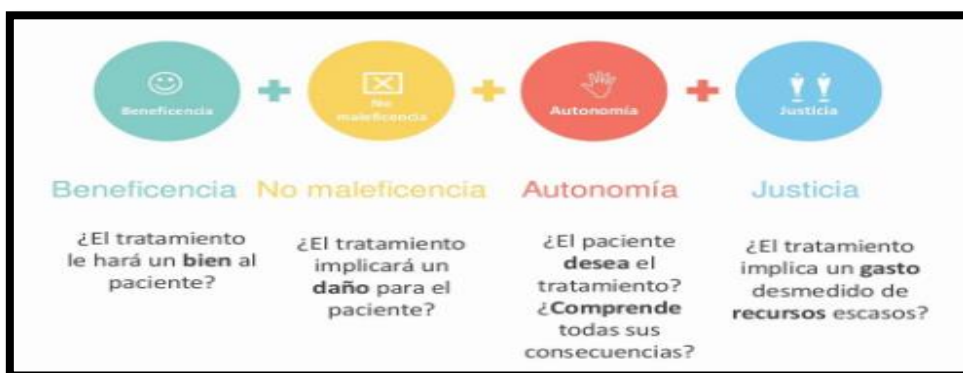 Beneficencia
No
maleficencia
Autonomía
Justicia
Beneficencia
No maleficencia
Autonomía
Justicia
¿El tratamiento
le hará un bien al
paciente?
¿El tratamiento
implicará un
daño para el
paciente?
¿El paciente
desea el
tratamiento?
¿Comprende
todas sus
consecuencias?
¿El tratamiento
implica un gasto
desmedido de
recursos escasos?